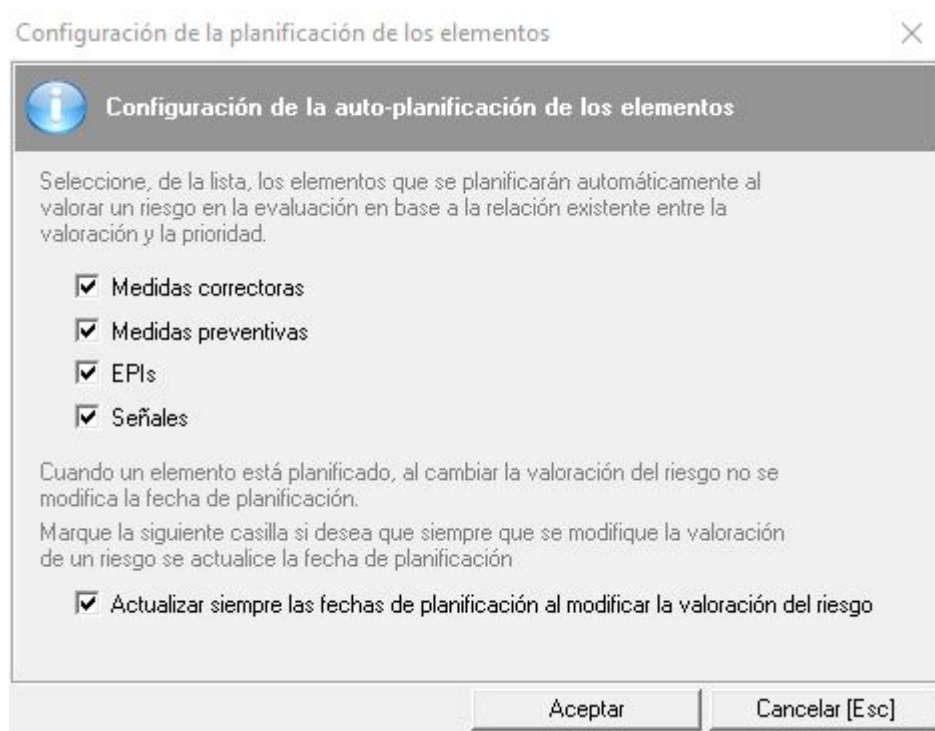 Configuración de la planificación de los elementos
Configuración de la auto-planificación de los elementos
Seleccione, de la lista, los elementos que se planificarán automáticamente al
valorar un riesgo en la evaluación en base a la relación existente entre la
valoración y la prioridad.
Medidas correctoras
Medidas preventivas
EPIs
Señales
Cuando un elemento está planificado, al cambiar la valoración del riesgo no se
modifica la fecha de planificación.
Marque la siguiente casilla si desea que siempre que se modifique la valoración
de un riesgo se actualice la fecha de planificación
Actualizar siempre las fechas de planificación al modificar la valoración del riesgo
Aceptar
Cancelar [Esc]